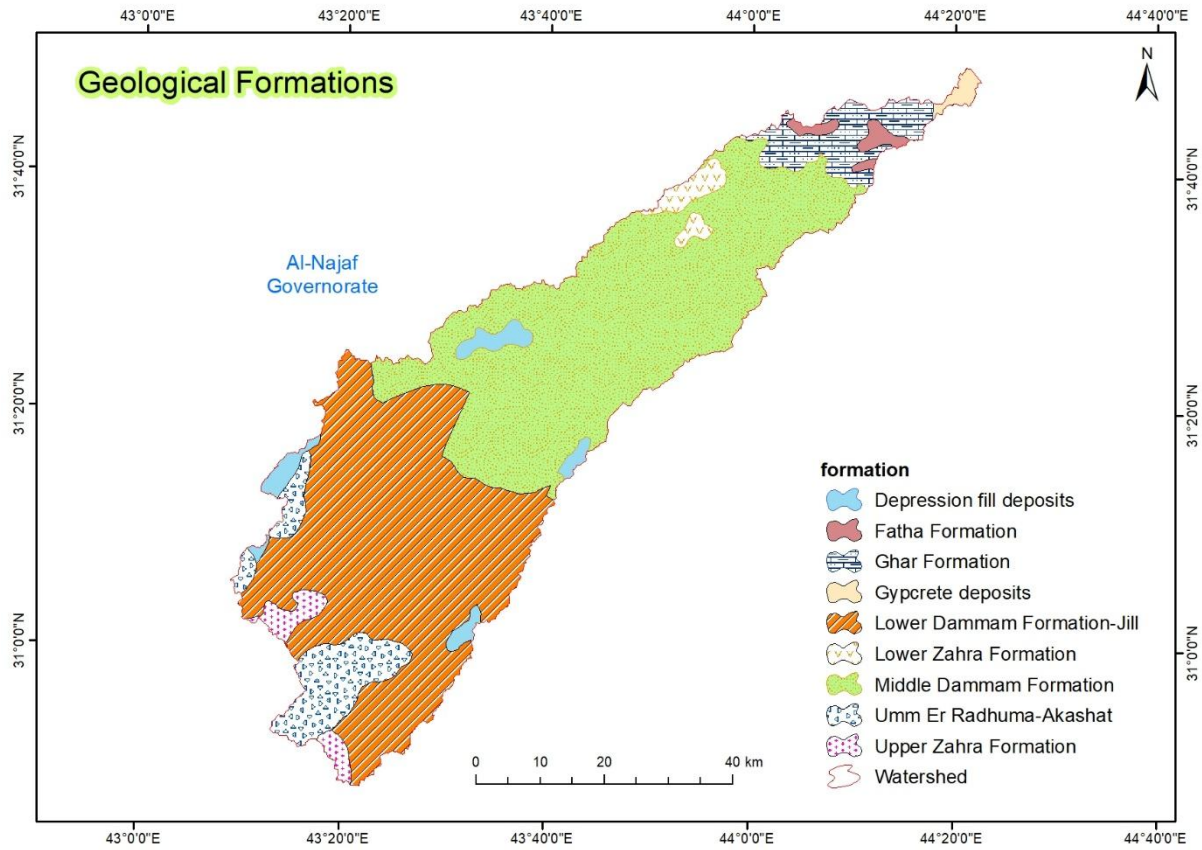 43°0'0"E 43°20'0"E 43°40'0"E 44°0'0"E 44°20'0"E 44°40'0"E
Geological Formations
N
31°40'0"N
31°40'0"N
Al-Najaf
Governorate
31°20'0"N
31°20'0"N
formation
Depression fill deposits
Fatha Formation
Ghar Formation
Gypcrete deposits
Lower Dammam Formation-Jill
Lower Zahra Formation
Middle Dammam Formation
Umm Er Radhuma-Akashat
Upper Zahra Formation
Watershed
31°0'0"N
31°0'0"N
0 10 20 40 km
43°0'0"E 43°20'0"E 43°40'0"E 44°0'0"E 44°20'0"E 44°40'0"E